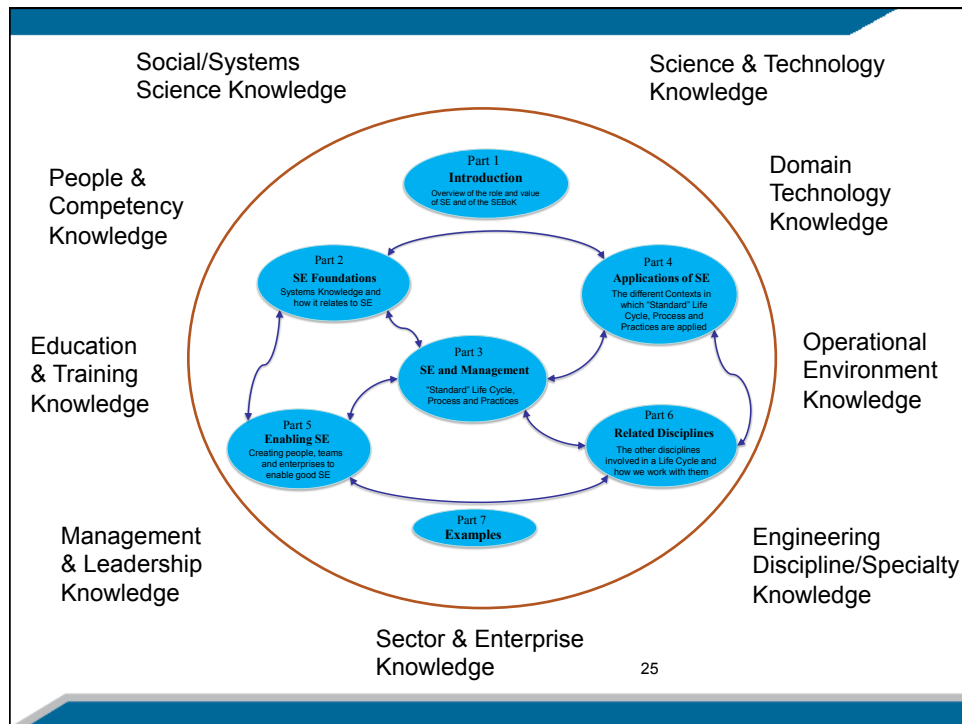 Social/Systems
Science Knowledge
Science & Technology
Knowledge
People &
Competency
Knowledge
Domain
Technology
Knowledge
Part 1
Introduction
Overview of the role and value
of SE and of the SEBoK
Part 2
SE Foundations
Systems Knowledge and
how it relates to SE
Part 4
Applications of SE
The different Contexts in
which “Standard” Life
Cycle, Process and
Practices are applied
Education
& Training
Knowledge
Part 3
SE and Management
“Standard” Life Cycle,
Process and Practices
Operational
Environment
Knowledge
Part 5
Enabling SE
Creating people, teams
and enterprises to
enable good SE
Part 6
Related Disciplines
The other disciplines
involved in a Life Cycle and
how we work with them
Part 7
Examples
Management
& Leadership
Knowledge
Engineering
Discipline/Specialty
Knowledge
Sector & Enterprise
Knowledge
25